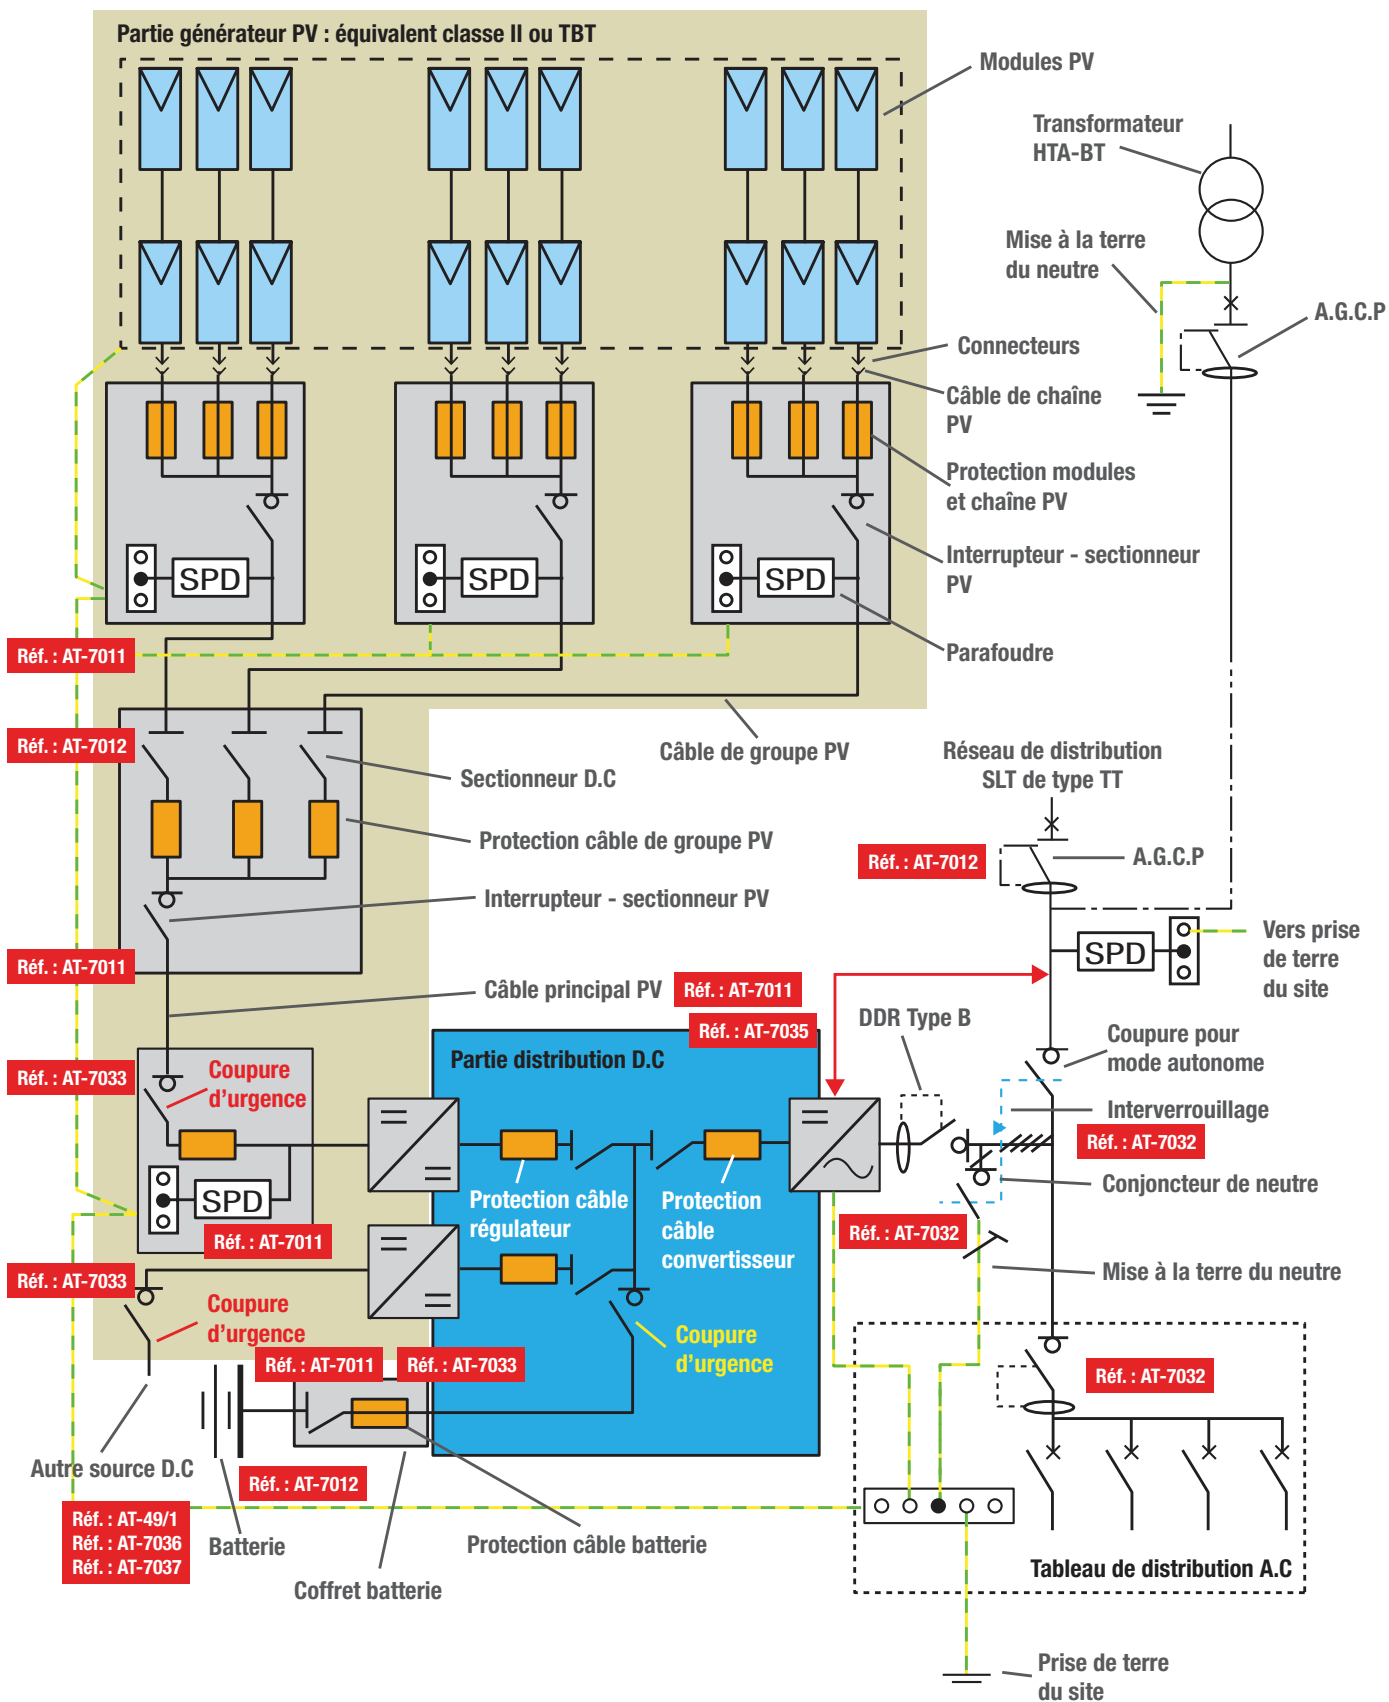 Partie générateur PV : équivalent classe II ou TBT
Modules PV
Transformateur
HTA-BT
Mise à la terre
du neutre
A.G.C.P
Connecteurs
Câble de chaîne
PV
Protection modules
et chaîne PV
Interrupteur - sectionneur
PV
SPD
SPD
SPD
Parafoudre
Réf. : AT-7011
Réf. : AT-7012
Câble de groupe PV
Sectionneur D.C
Réseau de distribution
SLT de type TT
Protection câble de groupe PV
Réf. : AT-7012
A.G.C.P
Interrupteur - sectionneur PV
Réf. : AT-7011
SPD
Vers prise
de terre
du site
Câble principal PV
Réf. : AT-7011
Réf. : AT-7035
DDR Type B
Coupure pour
mode autonome
Partie distribution D.C
Réf. : AT-7033
Coupure
d'urgence
Interverrouillage
Réf. : AT-7032
Conjoncteur de neutre
SPD
Protection câble
régulateur
Protection
câble
convertisseur
Réf. : AT-7011
Réf. : AT-7032
Mise à la terre du neutre
Réf. : AT-7033
Coupure
d'urgence
Coupure
d'urgence
Réf. : AT-7011
Réf. : AT-7033
Réf. : AT-7032
Autre source D.C
Réf. : AT-7012
Réf. : AT-49/1
Réf. : AT-7036
Réf. : AT-7037
Batterie
Protection câble batterie
Coffret batterie
Tableau de distribution A.C
Prise de terre
du site